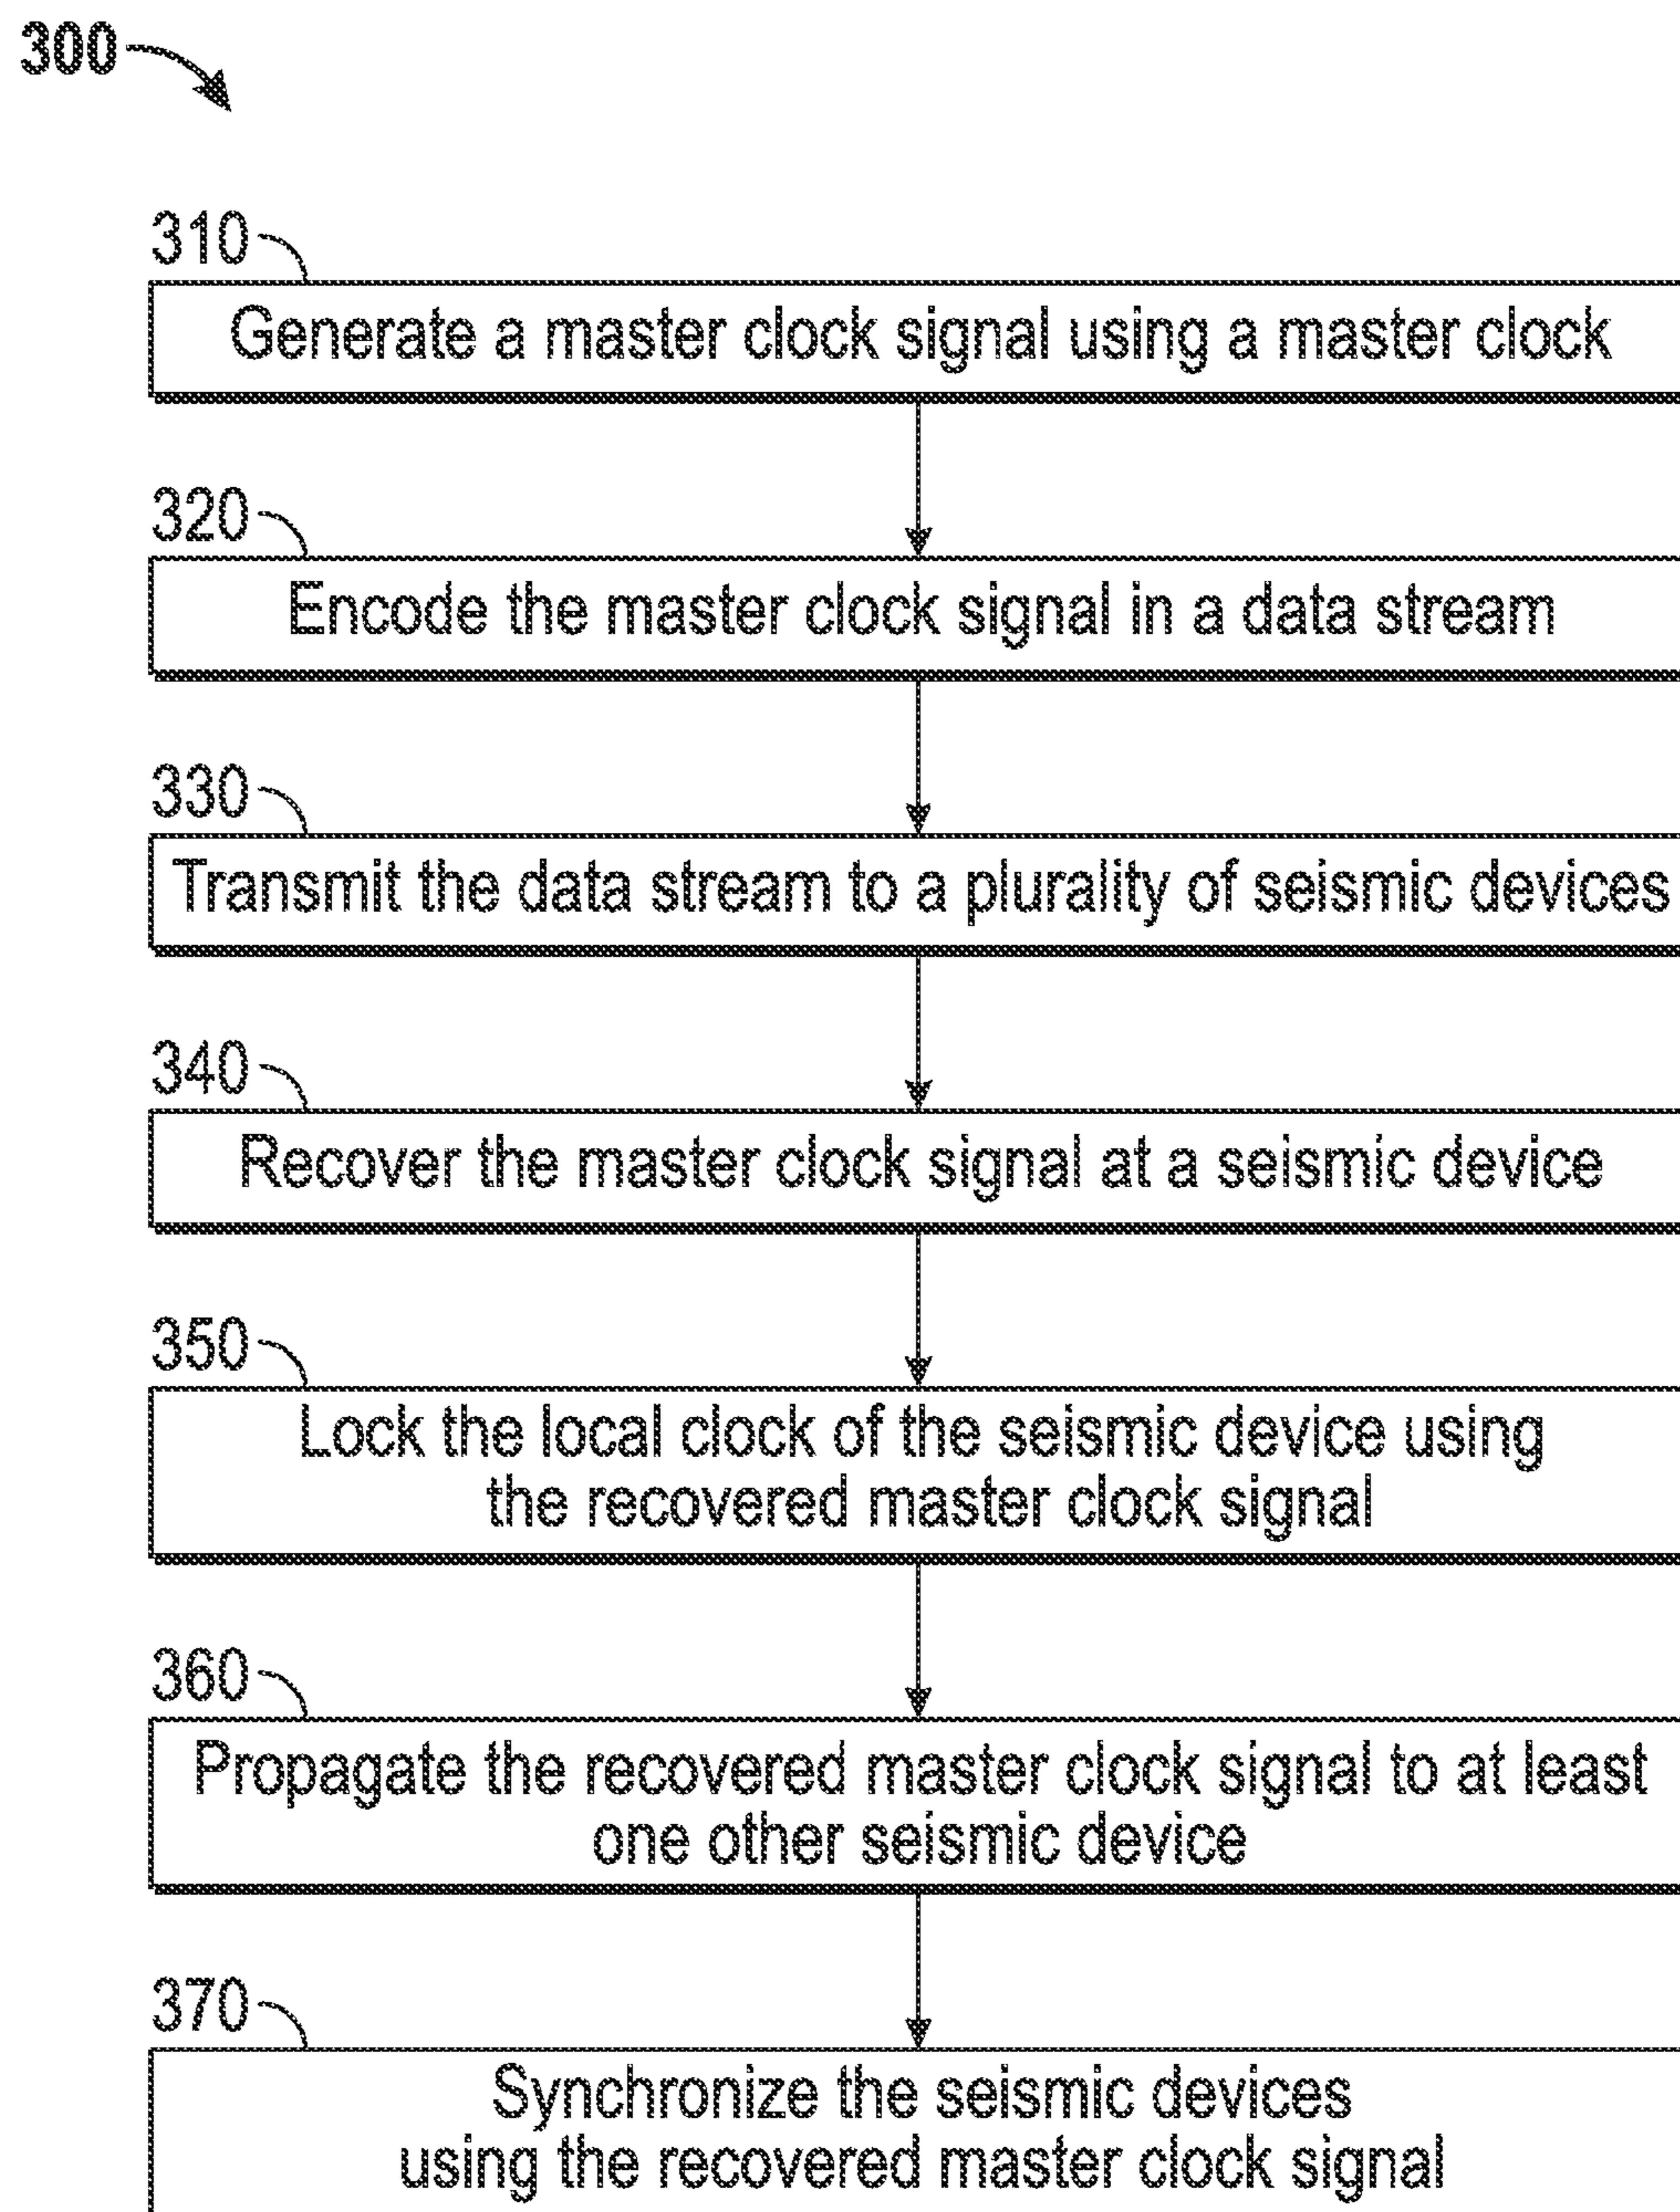 300
310
Generate a master clock signal using a master clock
320
Encode the master clock signal in a data stream
330
Transmit the data stream to a plurality of seismic devices
340
Recover the master clock signal at a seismic device
350
Lock the local clock of the seismic device using
the recovered master clock signal
360
Propagate the recovered master clock signal to at least
one other seismic device
370
Synchronize the seismic devices
using the recovered master clock signal